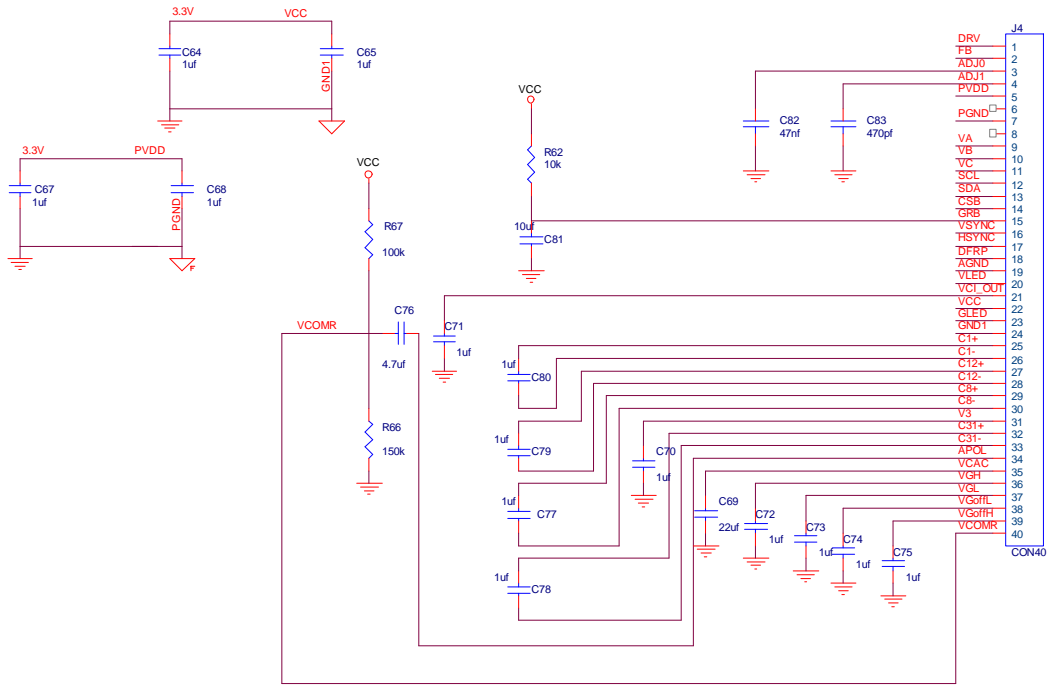 3.3V
VCC
C64
1uf
C65
1uf
GND1
3.3V
PVDD
C67
1uf
C68
1uf
PGND
F
VCC
R67
100k
VCOMR
C76
4.7uf
R66
150k
VCC
R62
10k
10uf
C81
C82
47nf
C83
470pf
C71
1uf
1uf
C80
1uf
C79
1uf
C77
1uf
C78
C70
1uf
C69
22uf
C72
1uf
C73
1uf
C74
1uf
C75
1uf
J4
DRV 1
FB 2
ADJ0 3
ADJ1 4
PVDD 5
6
PGND 7
8
VA 9
VB 10
VC 11
SCL 12
SDA 13
CSB 14
GRB 15
VSYNC 16
HSYNC 17
DFRP 18
AGND 19
VLED 20
VCI_OUT 21
VCC 22
GLED 23
GND1 24
C1+ 25
C1- 26
C12+ 27
C12- 28
C8+ 29
C8- 30
V3 31
C31+ 32
C31- 33
APOL 34
VCAC 35
VGH 36
VGL 37
VGoffL 38
VGoffH 39
VCOMR 40
CON40